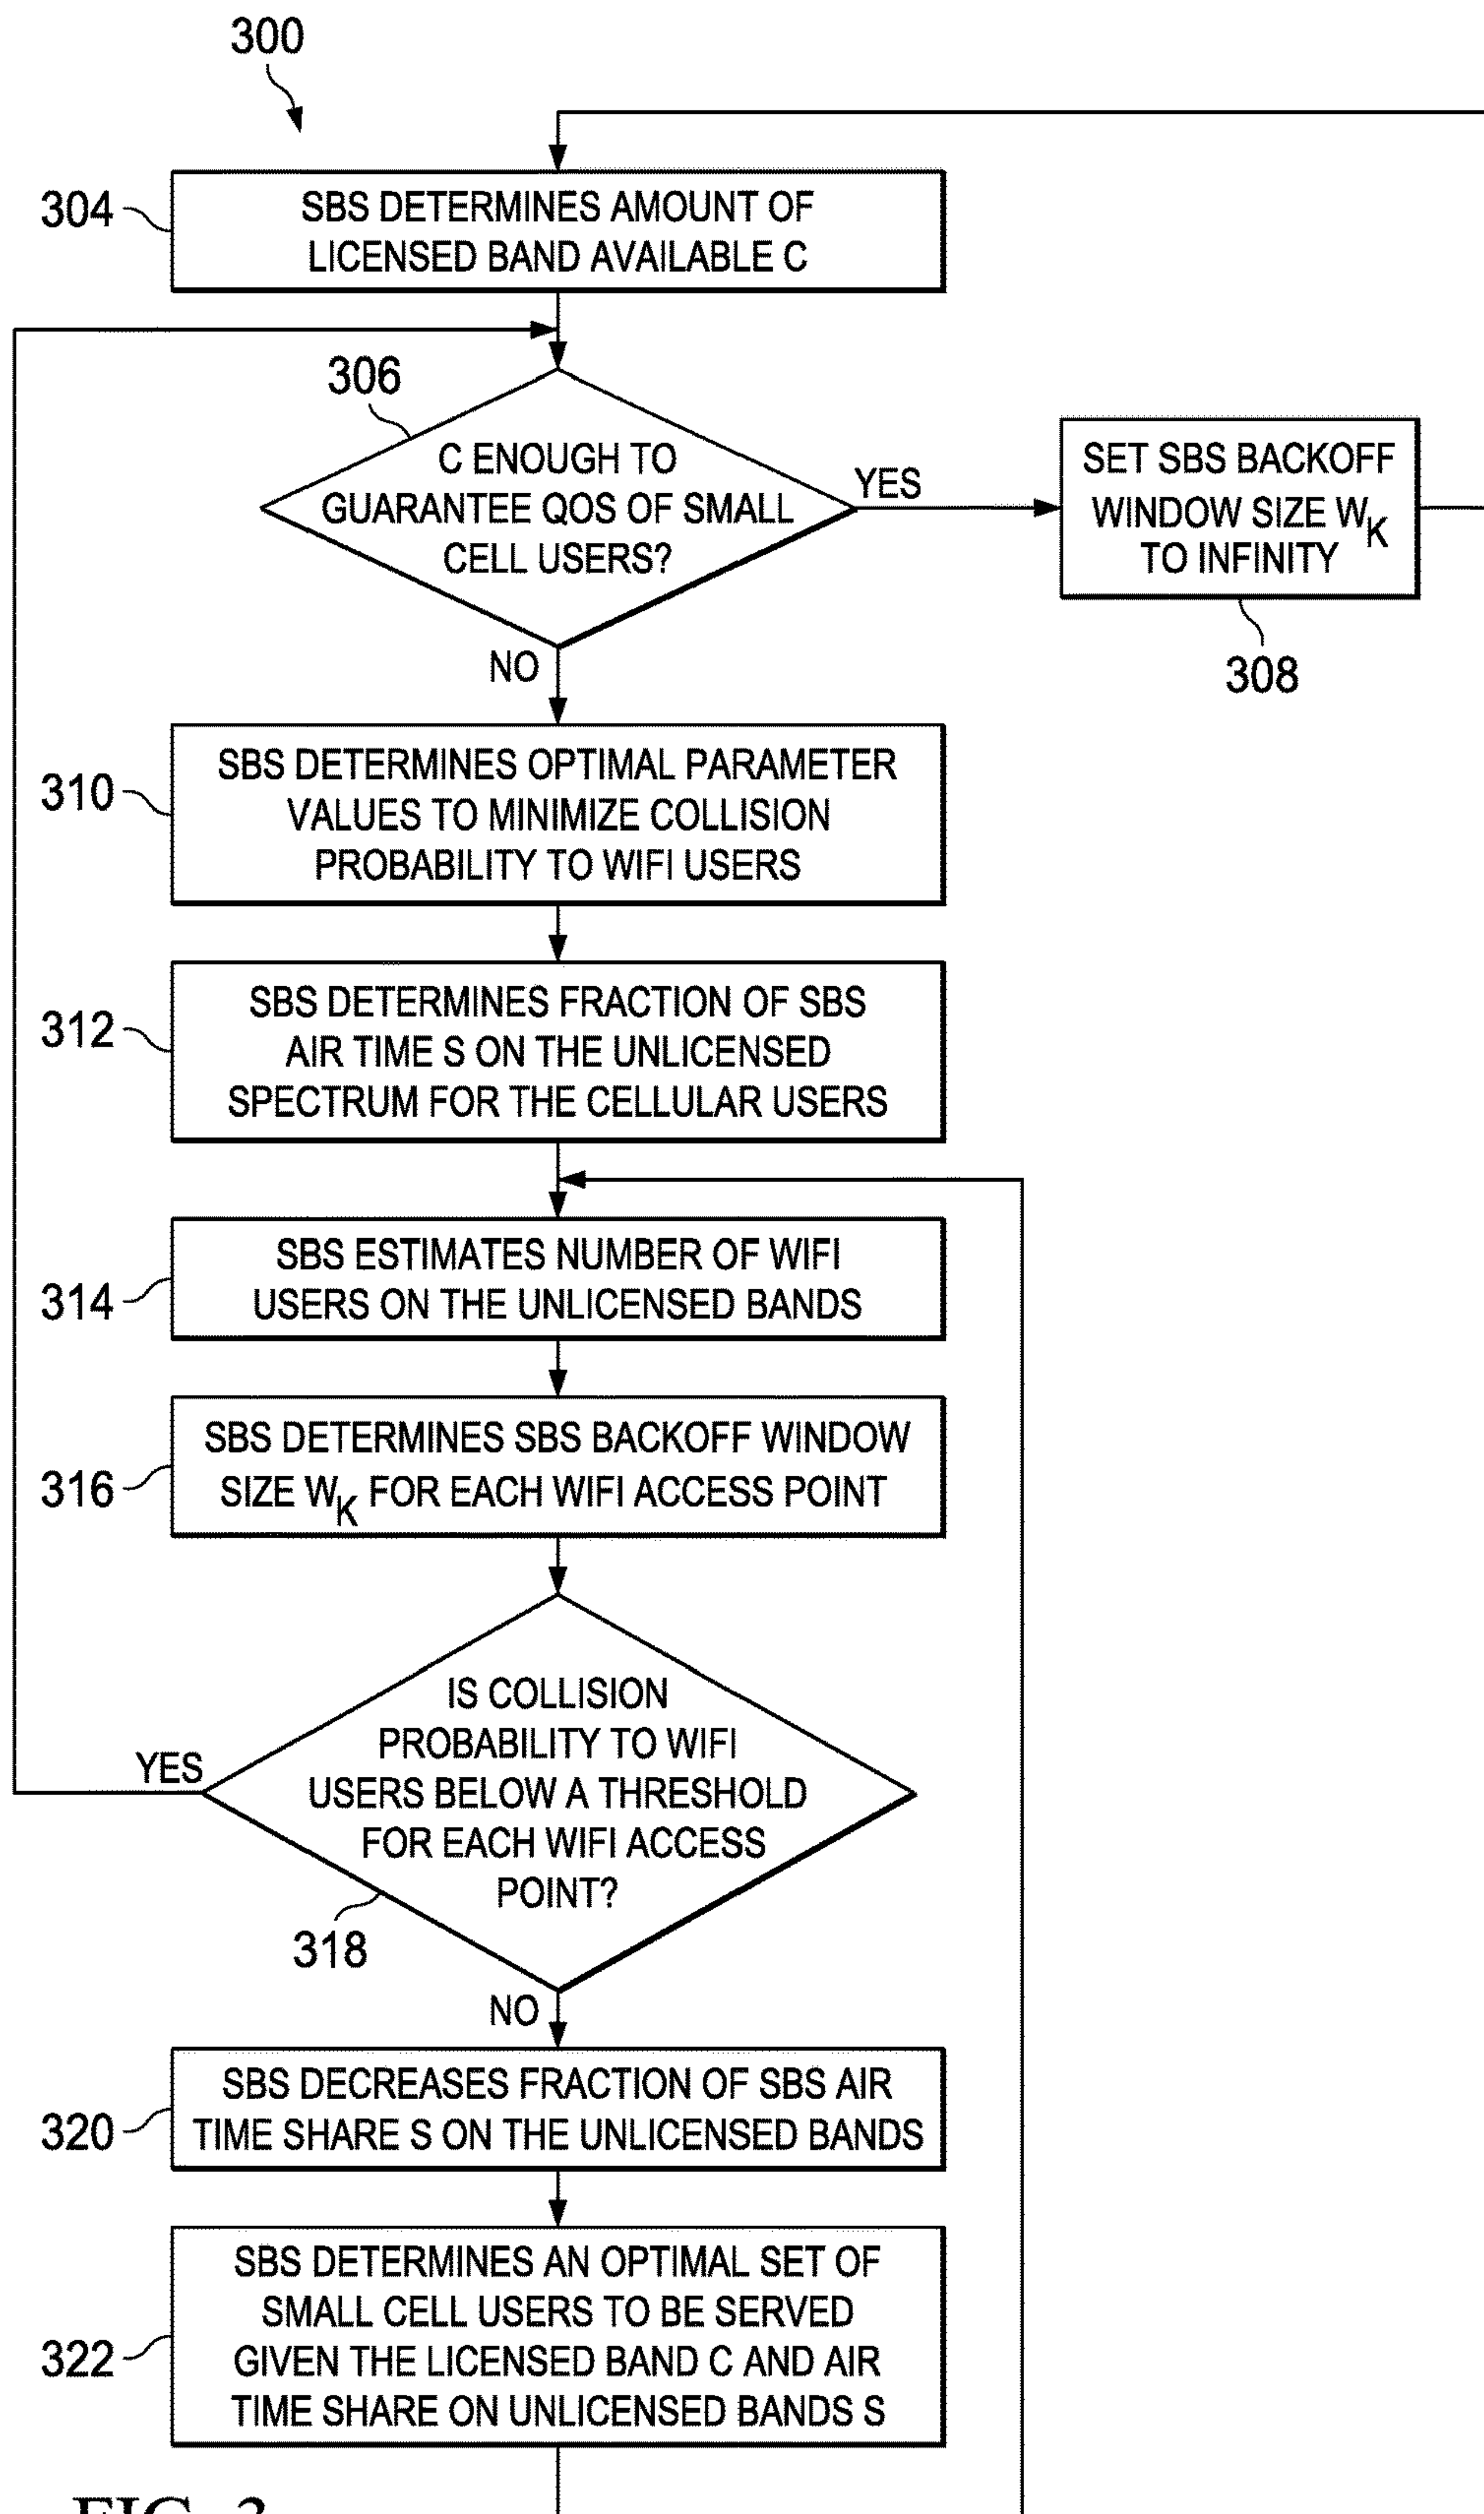 300
304
SBS DETERMINES AMOUNT OF
LICENSED BAND AVAILABLE C
306
C ENOUGH TO
GUARANTEE QOS OF SMALL
CELL USERS?
YES
SET SBS BACKOFF
WINDOW SIZE WK
TO INFINITY
308
NO
310
SBS DETERMINES OPTIMAL PARAMETER
VALUES TO MINIMIZE COLLISION
PROBABILITY TO WIFI USERS
312
SBS DETERMINES FRACTION OF SBS
AIR TIME S ON THE UNLICENSED
SPECTRUM FOR THE CELLULAR USERS
314
SBS ESTIMATES NUMBER OF WIFI
USERS ON THE UNLICENSED BANDS
316
SBS DETERMINES SBS BACKOFF WINDOW
SIZE WK FOR EACH WIFI ACCESS POINT
IS COLLISION
PROBABILITY TO WIFI
USERS BELOW A THRESHOLD
FOR EACH WIFI ACCESS
POINT?
YES
318
NO
320
SBS DECREASES FRACTION OF SBS AIR
TIME SHARE S ON THE UNLICENSED BANDS
322
SBS DETERMINES AN OPTIMAL SET OF
SMALL CELL USERS TO BE SERVED
GIVEN THE LICENSED BAND C AND AIR
TIME SHARE ON UNLICENSED BANDS S
FIG. 3